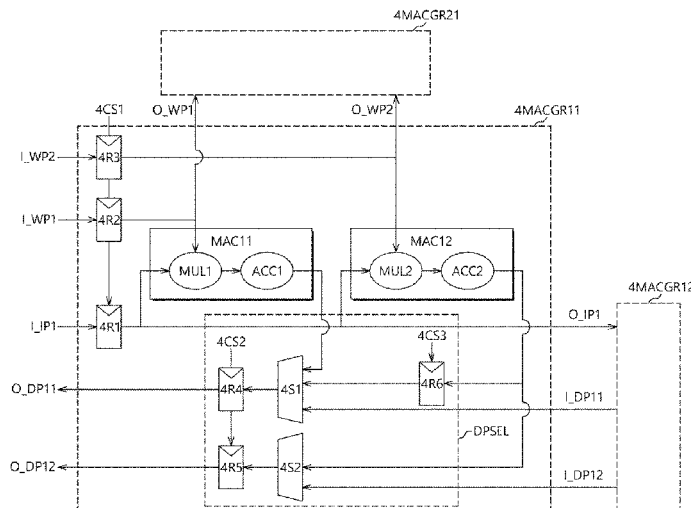 4MACGR21
4CS1
O_WP1
O_WP2
4MACGR11
I_WP2
4R3
I_WP1
4R2
MAC11
MAC12
MUL1
ACC1
MUL2
ACC2
4MACGR12
I_IP1
4R1
O_IP1
4CS2
4CS3
O_DP11
4R4
4S1
4R6
I_DP11
DPSEL
O_DP12
4R5
4S2
I_DP12